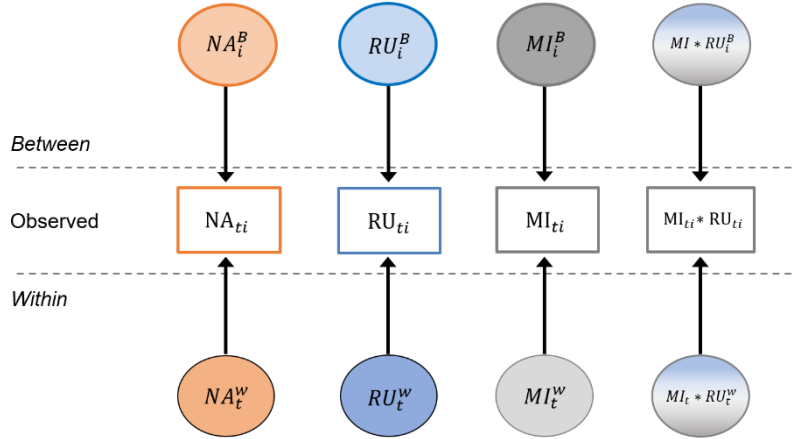 NA_i^B RU_i^B MI_i^B MI * RU_i^B
Between
Observed NA_ti RU_ti MI_ti MI_ti * RU_ti
Within
NA_t^w RU_t^w MI_t^w MI_t * RU_t^w